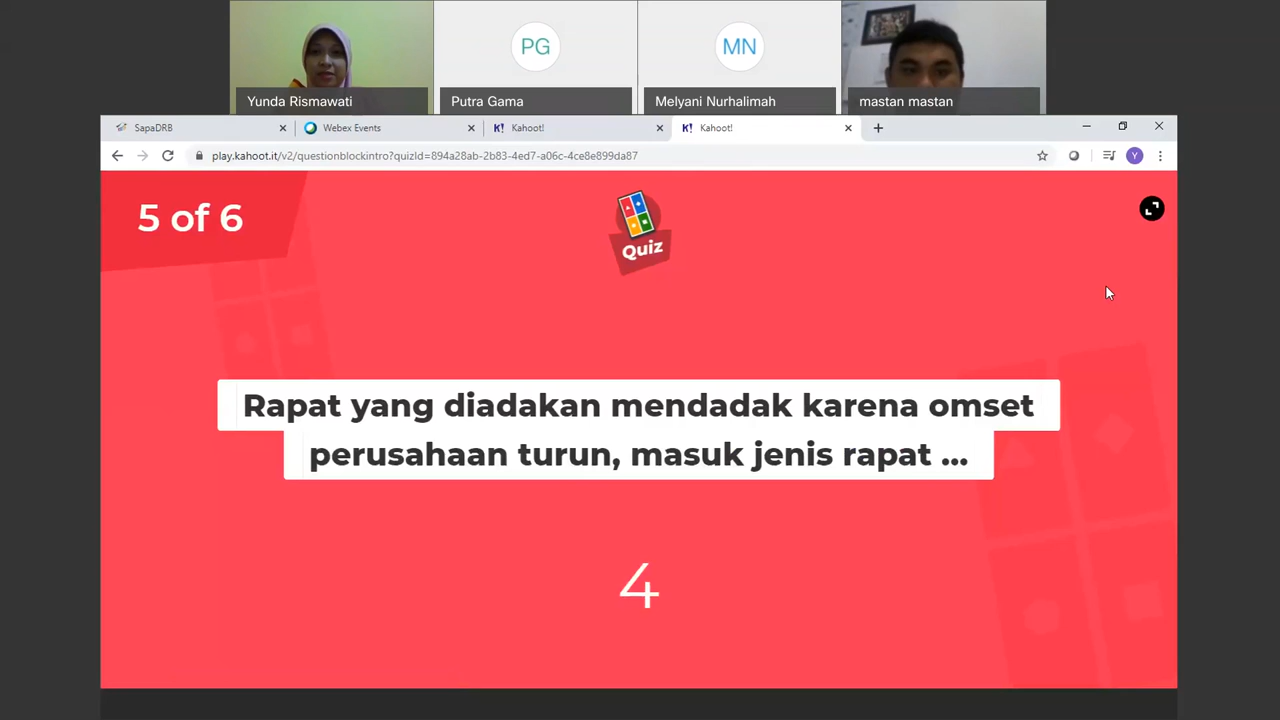 PG
MN
Yunda Rismawati
Putra Gama
Melyani Nurhalimah
mastan mastan
SapaDRB
Webex Events
Kahoot!
Kahoot!
play.kahoot.it/v2/questionblockintro?quizId=894a28ab-2b83-4ed7-a06c-4ce8e899da87
Y
5 of 6
Quiz
Rapat yang diadakan mendadak karena omset
perusahaan turun, masuk jenis rapat ...
4